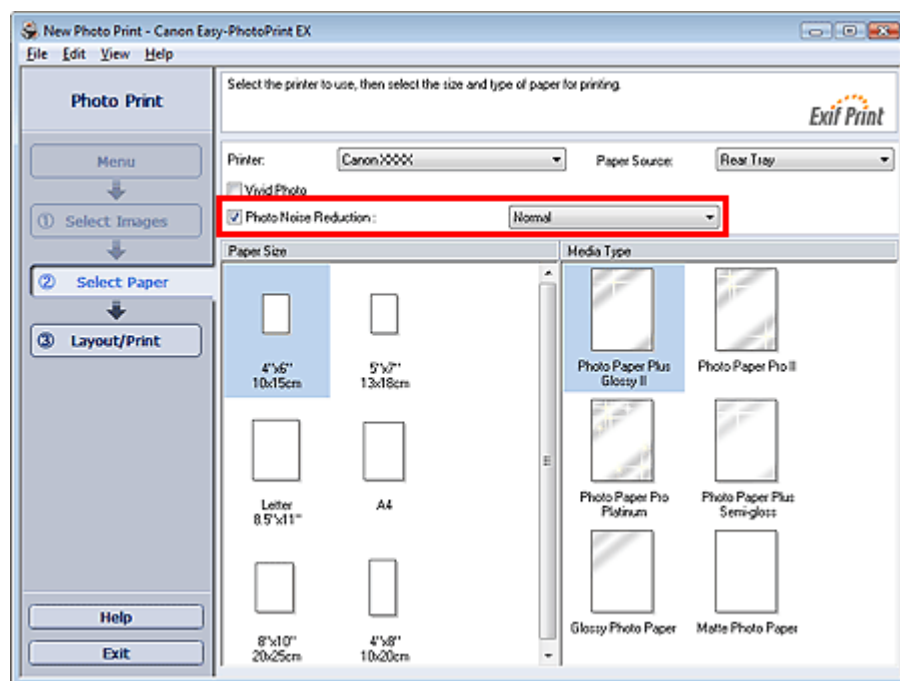 New Photo Print - Canon Easy-PhotoPrint EX
File Edit View Help
Photo Print
Select the printer to use, then select the size and type of paper for printing.
Exif Print
Menu
① Select Images
② Select Paper
③ Layout/Print
Help
Exit
Printer: Canon XXXX Paper Source: Rear Tray
Vivid Photo
Photo Noise Reduction : Normal
Paper Size
4"x6"
10x15cm
5"x7"
13x18cm
Letter
8.5"x11"
A4
8"x10"
20x25cm
4"x8"
10x20cm
Media Type
Photo Paper Plus
Glossy II
Photo Paper Pro II
Photo Paper Pro
Platinum
Photo Paper Plus
Semi-gloss
Glossy Photo Paper
Matte Photo Paper